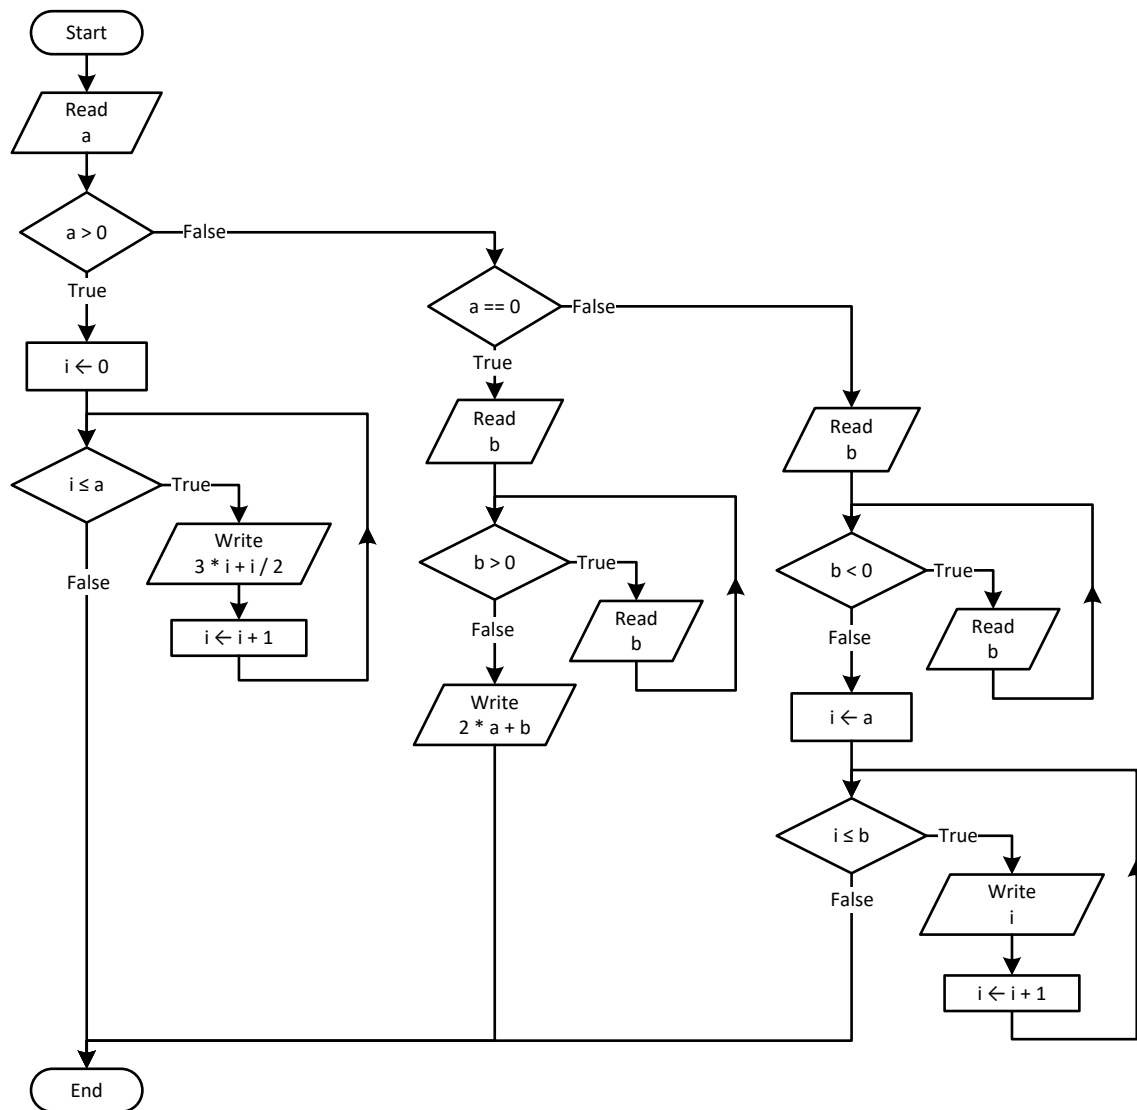 Start
Read
a
a > 0
False
True
a == 0
False
True
i ← 0
Read
b
Read
b
i ≤ a
True
Write
3 * i + i / 2
False
i ← i + 1
b > 0
True
Read
b
False
Write
2 * a + b
b < 0
True
Read
b
False
i ← a
i ≤ b
True
Write
i
False
i ← i + 1
End